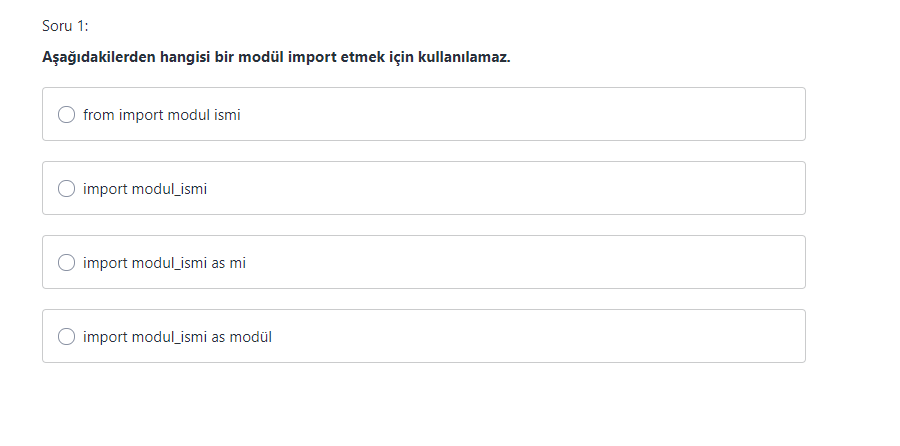 Soru 1:
Aşağıdakilerden hangisi bir modül import etmek için kullanılamaz.
from import modul ismi
import modul_ismi
import modul_ismi as mi
import modul_ismi as modül